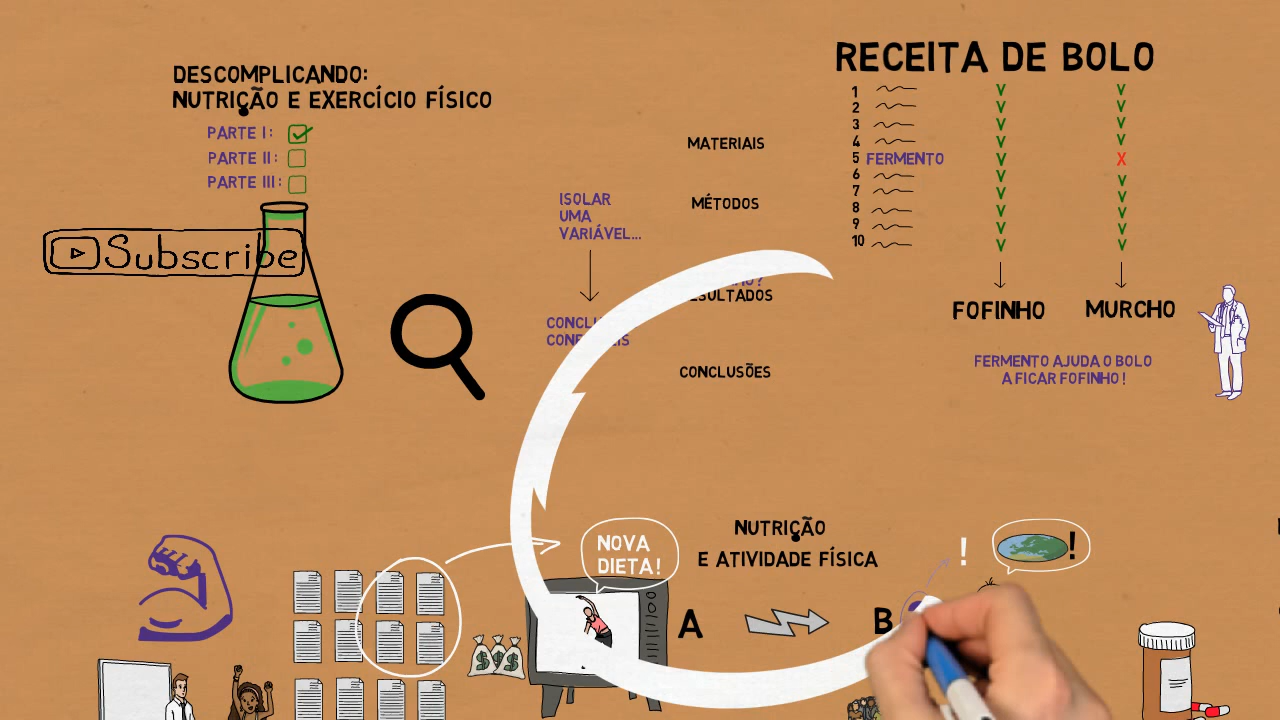 DESCOMPLICANDO:
NUTRIÇÃO E EXERCÍCIO FÍSICO
PARTE I:
PARTE II:
PARTE III:
Subscribe
ISOLAR
UMA
VARIÁVEL...
MATERIAIS
MÉTODOS
CONCLUSÕES
RECEITA DE BOLO
1
2
3
4
5 FERMENTO
6
7
8
9
10
V V
V V
V V
V V
V X
V V
V V
V V
V V
V V
FOFINHO
MURCHO
FERMENTO AJUDA O BOLO
A FICAR FOFINHO!
NOVA
DIETA!
NUTRIÇÃO
E ATIVIDADE FÍSICA
A
B
!
!
$ $ $